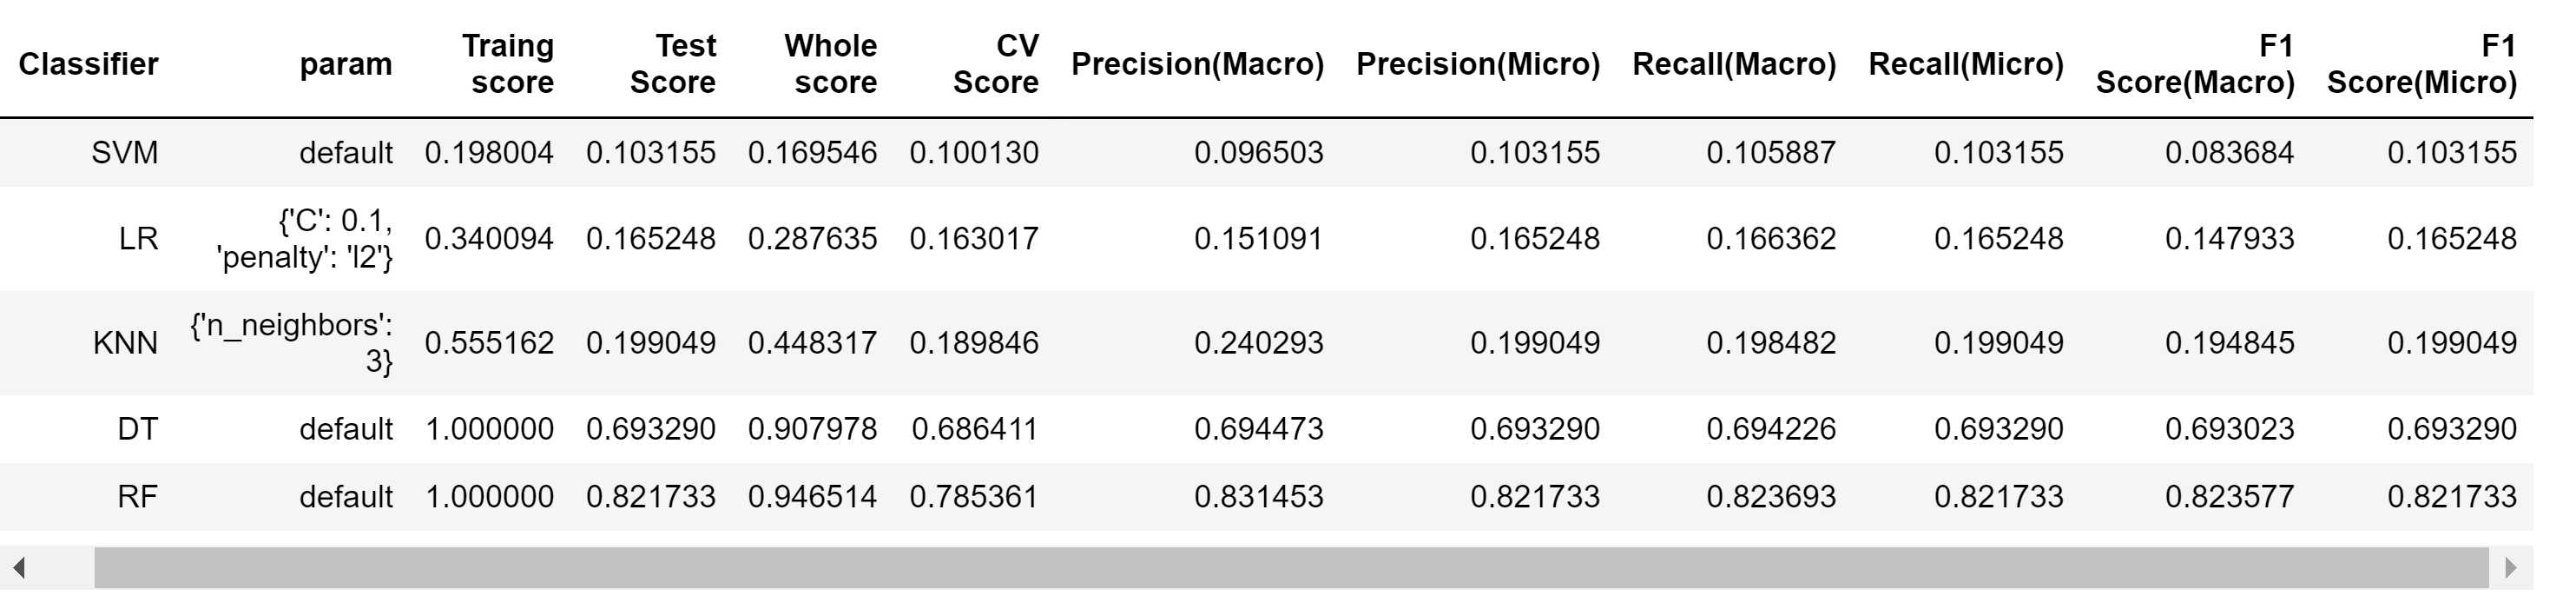 Classifier param Traing score Test Score Whole score CV Score Precision(Macro) Precision(Micro) Recall(Macro) Recall(Micro) F1 Score(Macro) F1 Score(Micro)
SVM default 0.198004 0.103155 0.169546 0.100130 0.096503 0.103155 0.105887 0.103155 0.083684 0.103155
LR {'C': 0.1, 'penalty': 'l2'} 0.340094 0.165248 0.287635 0.163017 0.151091 0.165248 0.166362 0.165248 0.147933 0.165248
KNN {'n_neighbors': 3} 0.555162 0.199049 0.448317 0.189846 0.240293 0.199049 0.198482 0.199049 0.194845 0.199049
DT default 1.000000 0.693290 0.907978 0.686411 0.694473 0.693290 0.694226 0.693290 0.693023 0.693290
RF default 1.000000 0.821733 0.946514 0.785361 0.831453 0.821733 0.823693 0.821733 0.823577 0.821733